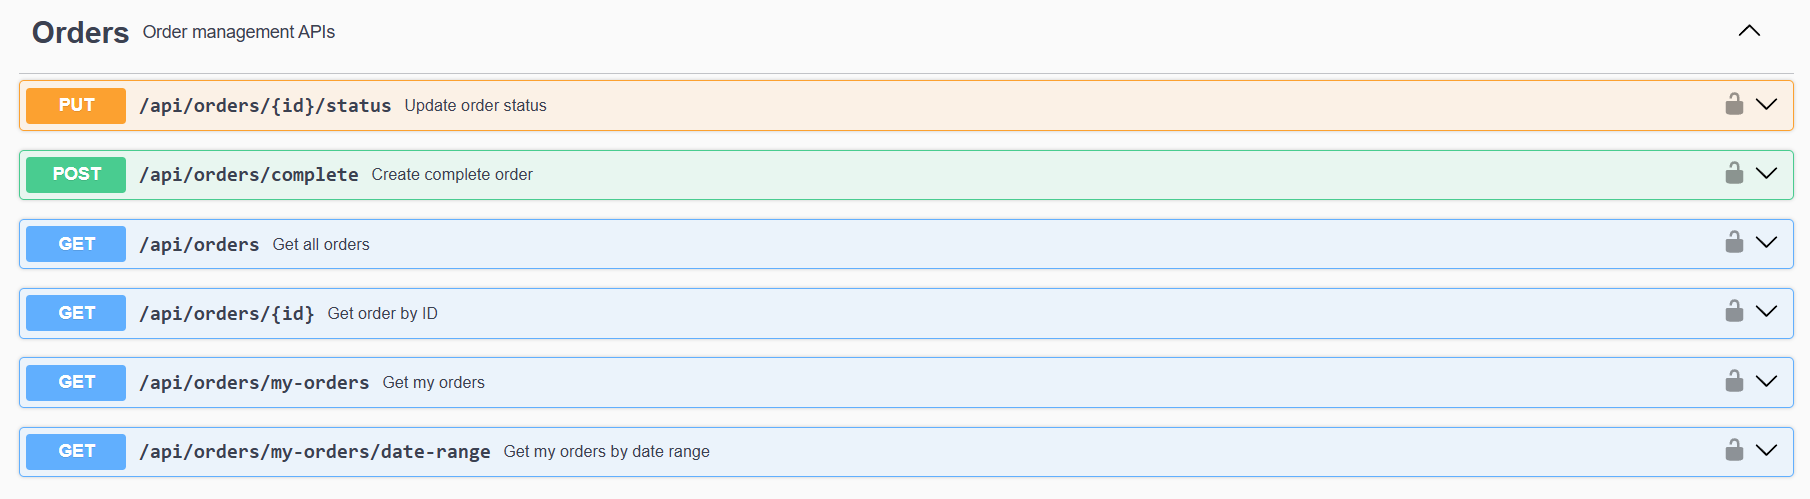 Orders Order management APIs
PUT /api/orders/{id}/status Update order status
POST /api/orders/complete Create complete order
GET /api/orders Get all orders
GET /api/orders/{id} Get order by ID
GET /api/orders/my-orders Get my orders
GET /api/orders/my-orders/date-range Get my orders by date range